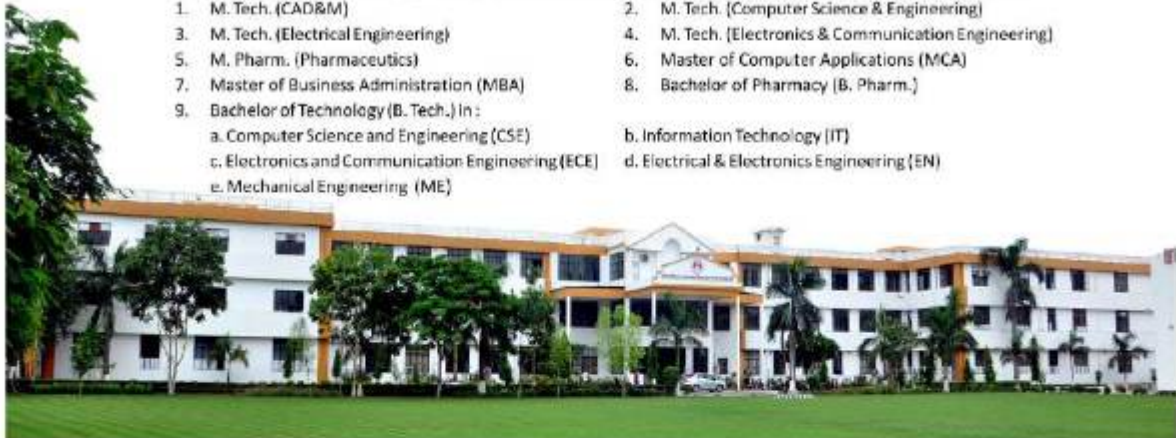 1. M. Tech. (CAD&M)
2. M. Tech. (Computer Science & Engineering)
3. M. Tech. (Electrical Engineering)
4. M. Tech. (Electronics & Communication Engineering)
5. M. Pharm. (Pharmaceutics)
6. Master of Computer Applications (MCA)
7. Master of Business Administration (MBA)
8. Bachelor of Pharmacy (B. Pharm.)
9. Bachelor of Technology (B. Tech.) in :
a. Computer Science and Engineering (CSE)
b. Information Technology (IT)
c. Electronics and Communication Engineering (ECE)
d. Electrical & Electronics Engineering (EN)
e. Mechanical Engineering (ME)